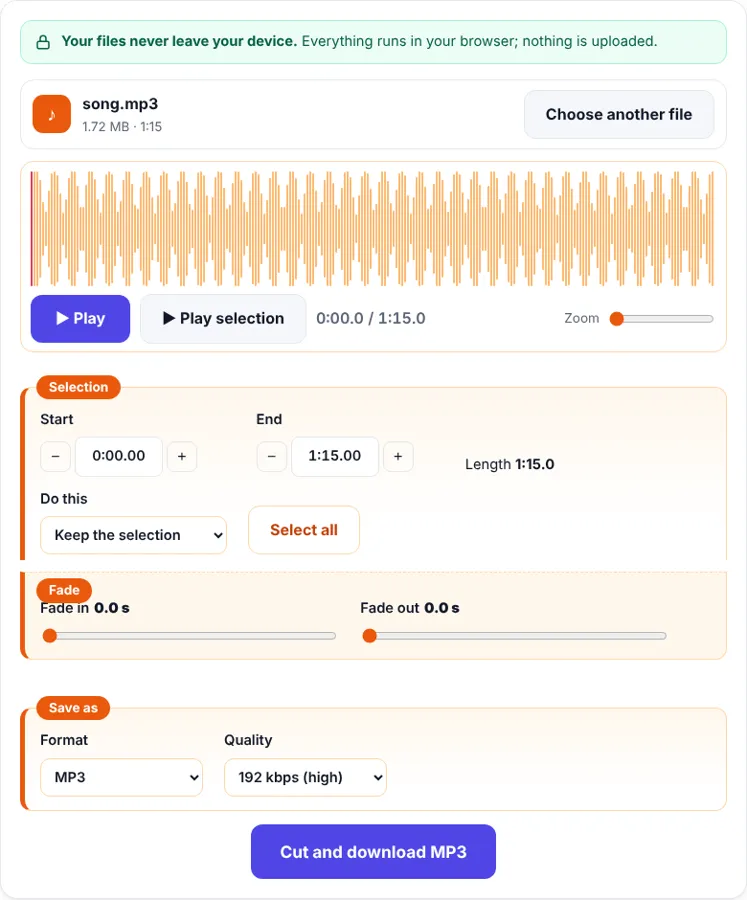 Your files never leave your device. Everything runs in your browser; nothing is uploaded.
song.mp3
1.72 MB · 1:15
Choose another file
▶ Play
▶ Play selection
0:00.0 / 1:15.0
Zoom
Selection
Start
End
− 0:00.00 +
− 1:15.00 +
Length 1:15.0
Do this
Keep the selection
Select all
Fade
Fade in 0.0 s
Fade out 0.0 s
Save as
Format
Quality
MP3
192 kbps (high)
Cut and download MP3